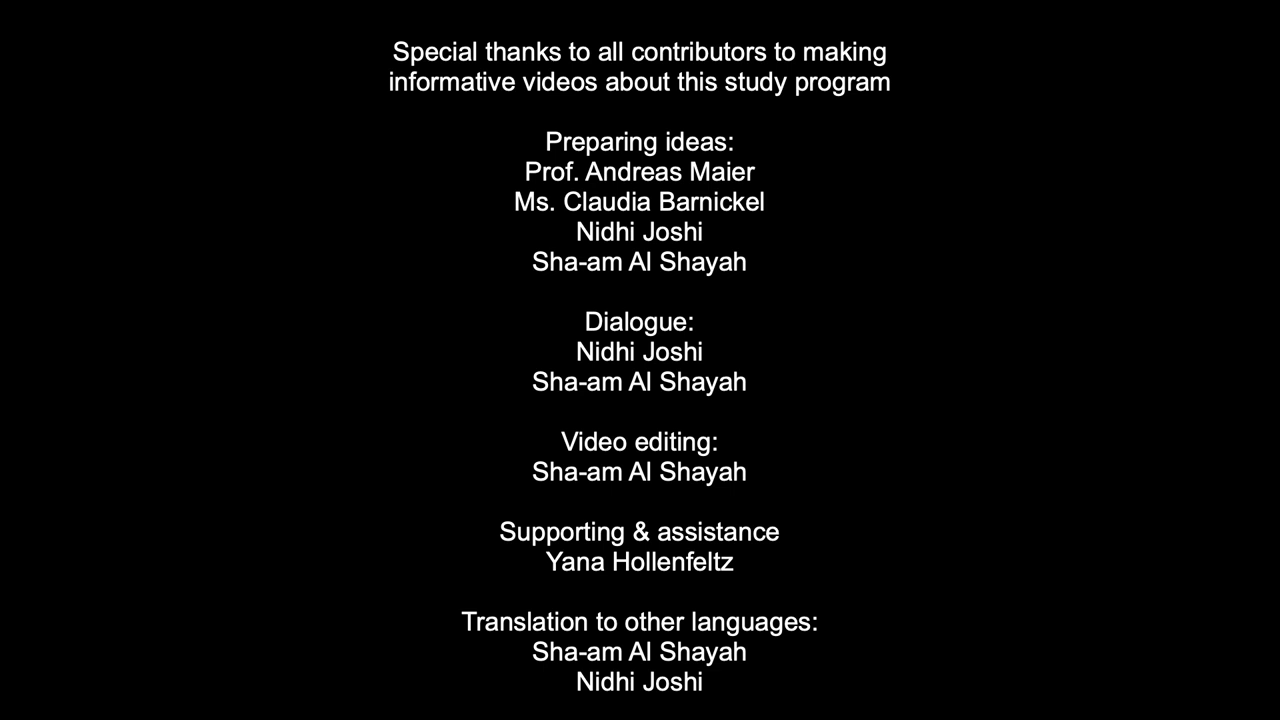 Special thanks to all contributors to making
informative videos about this study program
Preparing ideas:
Prof. Andreas Maier
Ms. Claudia Barnickel
Nidhi Joshi
Sha-am Al Shayah
Dialogue:
Nidhi Joshi
Sha-am Al Shayah
Video editing:
Sha-am Al Shayah
Supporting & assistance
Yana Hollenfeltz
Translation to other languages:
Sha-am Al Shayah
Nidhi Joshi